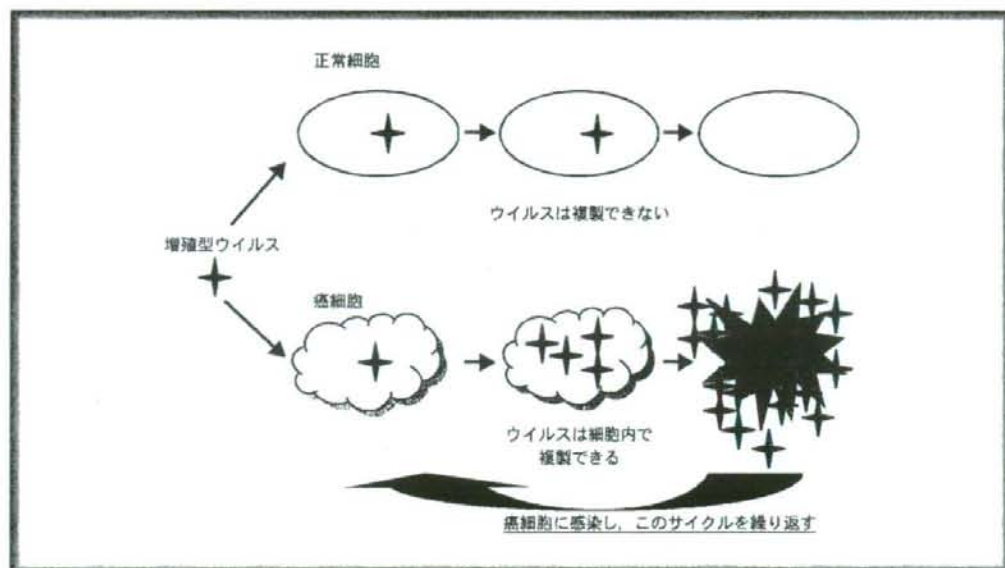 正常細胞
ウイルスは複製できない
増殖型ウイルス
癌細胞
ウイルスは細胞内で
複製できる
癌細胞に感染し，このサイクルを繰り返す